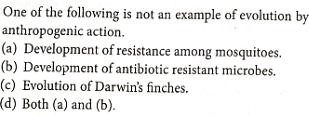 One of the following is not an example of evolution by
anthropogenic action.
(a) Development of resistance among mosquitoes.
(b) Development of antibiotic resistant microbes.
(c) Evolution of Darwin's finches.
(d) Both (a) and (b).